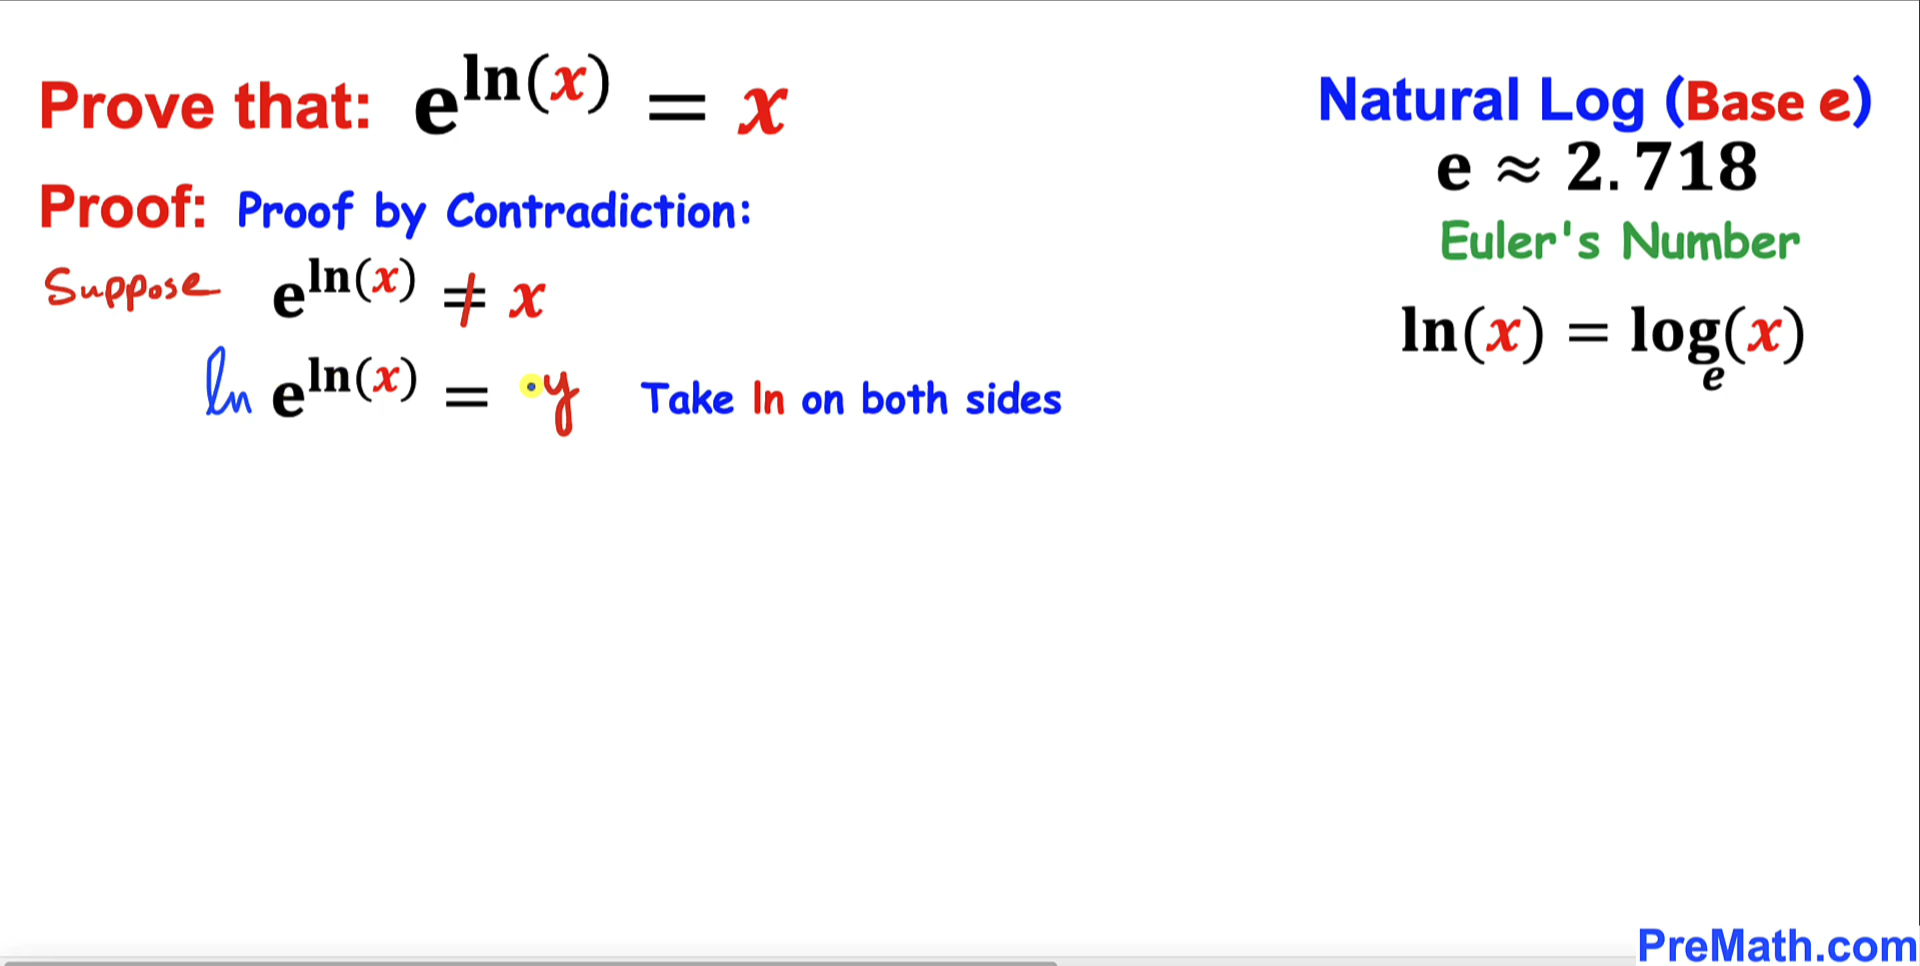 Prove that: e^ln(x) = x
Proof: Proof by Contradiction:
Suppose e^ln(x) ≠ x
ln e^ln(x) = y Take ln on both sides
Natural Log (Base e)
e ≈ 2.718
Euler's Number
ln(x) = log_e(x)
PreMath.com